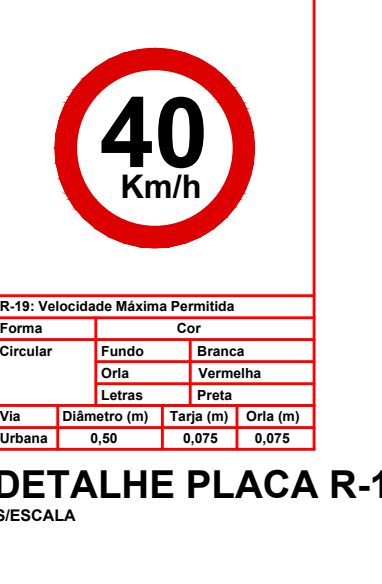 40
Km/h
R-19: Velocidade Máxima Permitida
Forma Cor
Circular Fundo Branca
Orla Vermelha
Letras Preta
Via Diâmetro (m) Tarja (m) Orla (m)
Urbana 0,50 0,075 0,075
DETALHE PLACA R-1
S/ESCALA